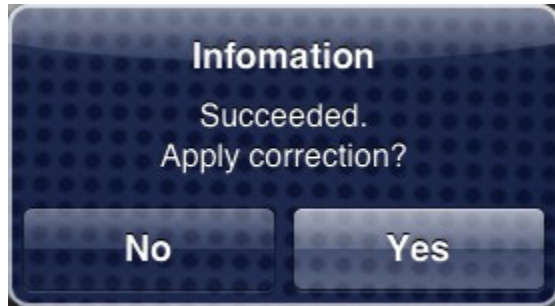 Infomation
Succeeded.
Apply correction?
No
Yes